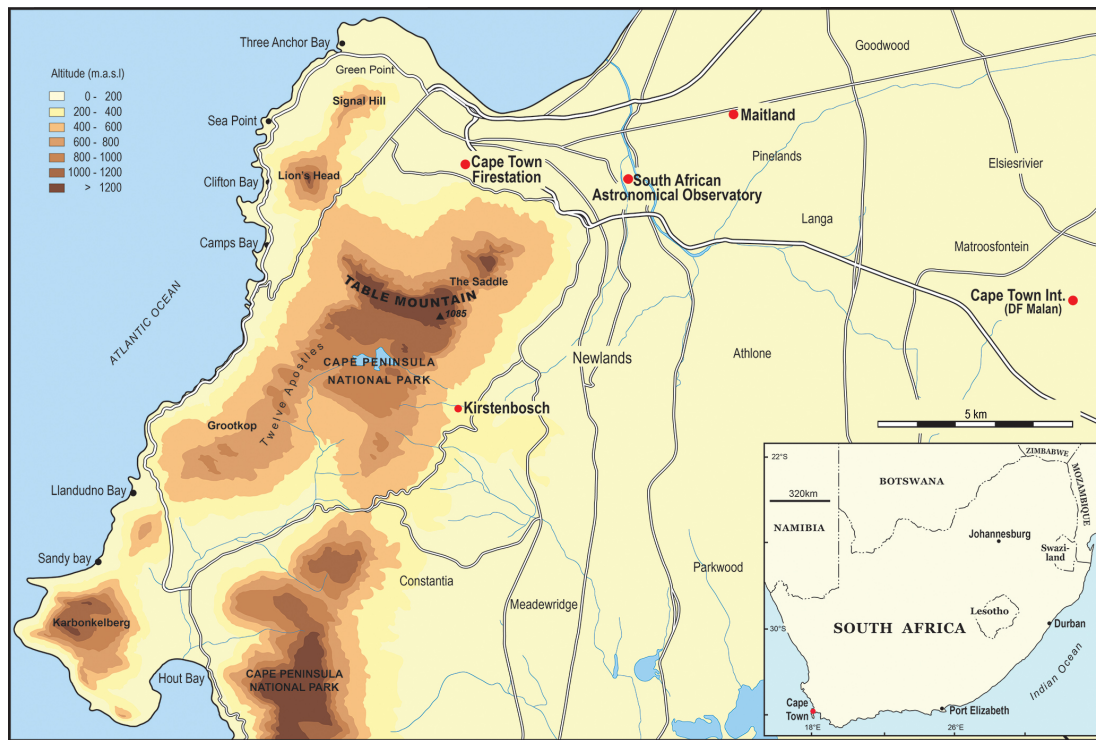 Three Anchor Bay
Green Point
Goodwood
Altitude (m.a.s.l)
0 - 200
200 - 400
400 - 600
600 - 800
800 - 1000
1000 - 1200
> 1200
Signal Hill
Sea Point
Maitland
Pinelands
Elsiesrivier
Cape Town
Firestation
Lion's Head
Clifton Bay
South African
Astronomical Observatory
Langa
Camps Bay
Matroosfontein
The Saddle
TABLE MOUNTAIN
1085
Cape Town Int.
(DF Malan)
ATLANTIC OCEAN
Twelve Apostles
CAPE PENINSULA
NATIONAL PARK
Newlands
Athlone
Kirstenbosch
Grootkop
5 km
Llandudno Bay
Sandy bay
Constantia
Parkwood
Meadewridge
Karbonkelberg
Hout Bay
CAPE PENINSULA
NATIONAL PARK
22°S
ZIMBABWE
BOTSWANA
MOZAMBIQUE
320km
NAMIBIA
Johannesburg
Swazi-
land
Lesotho
30°S
SOUTH AFRICA
Durban
Indian Ocean
Cape
Town
Port Elizabeth
18°E
26°E